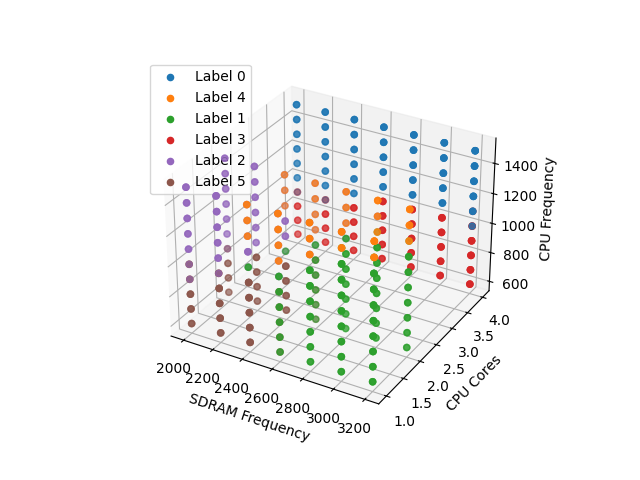 Label 0
Label 4
Label 1
Label 3
Label 2
Label 5
1400
1200
1000
800
600
CPU Frequency
2000
2200
2400
2600
2800
3000
3200
SDRAM Frequency
1.0
1.5
2.0
2.5
3.0
3.5
4.0
CPU Cores